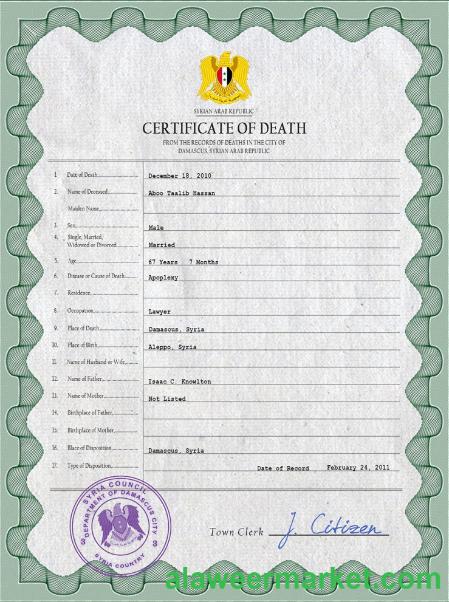 SYRIAN ARAB REPUBLIC
CERTIFICATE OF DEATH
FROM THE RECORDS OF DEATHS IN THE CITY OF
DAMASCUS, SYRIAN ARAB REPUBLIC
1. Date of Death December 18, 2010
2. Name of Deceased Aboo Taalib Hassan
Maiden Name
3. Sex Male
4. Single, Married,
Widowed or Divorced Married
5. Age 67 Years 7 Months
6. Disease or Cause of Death Apoplexy
7. Residence
8. Occupation Lawyer
9. Place of Death Damascus, Syria
10. Place of Birth Aleppo, Syria
11. Name of Husband or Wife
12. Name of Father Isaac C. Knowlton
13. Name of Mother Not Listed
14. Birthplace of Father
15. Birthplace of Mother
16. Place of Disposition Damascus, Syria
17. Type of Disposition Date of Record February 24, 2011
SYRIA COUNCIL
DEPARTMENT OF DAMASCUS CITY
SYRIA COUNTRY
Town Clerk J. Citizen
alaweermarket.com